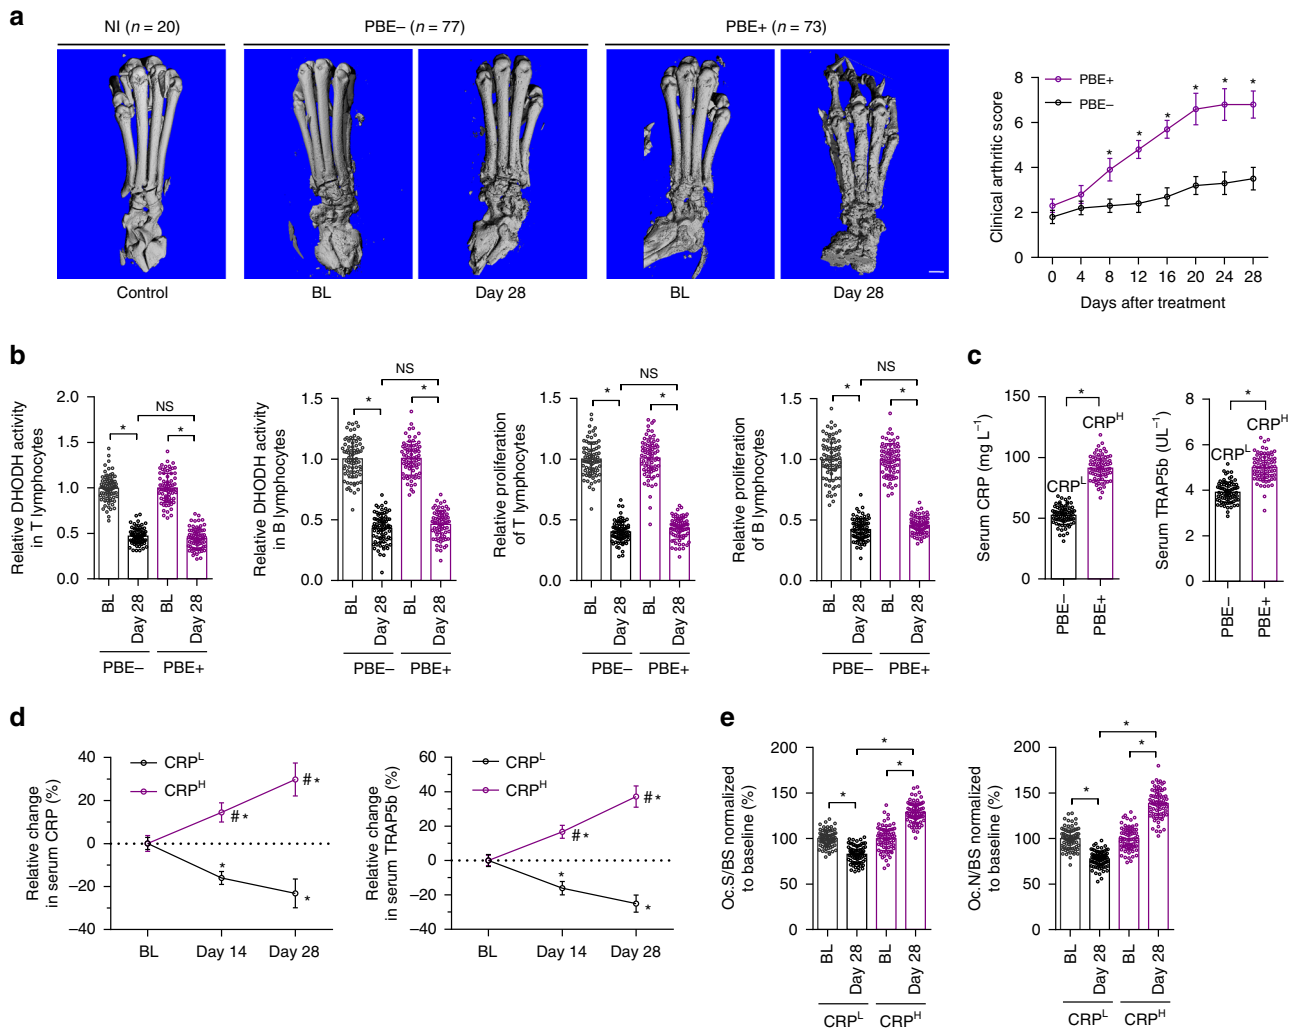 a
NI (n = 20)
PBE– (n = 77)
PBE+ (n = 73)
Control
BL
Day 28
BL
Day 28
Clinical arthritic score
8
6
4
2
0
PBE+
PBE–
*
*
*
*
*
*
0 4 8 12 16 20 24 28
Days after treatment
b
Relative DHODH activity
in T lymphocytes
2.0
1.5
1.0
0.5
0.0
NS
*
*
BL
Day 28
BL
Day 28
PBE–
PBE+
Relative DHODH activity
in B lymphocytes
1.5
1.0
0.5
0.0
NS
*
*
BL
Day 28
BL
Day 28
PBE–
PBE+
Relative proliferation
of T lymphocytes
1.5
1.0
0.5
0.0
NS
*
*
BL
Day 28
BL
Day 28
PBE–
PBE+
Relative proliferation
of B lymphocytes
1.5
1.0
0.5
0.0
NS
*
*
BL
Day 28
BL
Day 28
PBE–
PBE+
c
Serum CRP (mg L⁻¹)
150
100
50
0
*
CRPᴴ
CRPᴸ
PBE–
PBE+
Serum TRAP5b (UL⁻¹)
8
6
4
2
0
*
CRPᴴ
CRPᴸ
PBE–
PBE+
d
Relative change
in serum CRP (%)
40
20
0
–20
–40
CRPᴸ
CRPᴴ
#*
#*
*
*
BL
Day 14
Day 28
Relative change
in serum TRAP5b (%)
60
40
20
0
–20
–40
CRPᴸ
CRPᴴ
#*
#*
*
*
BL
Day 14
Day 28
e
Oc.S/BS normalized
to baseline (%)
200
150
100
50
0
*
*
*
BL
Day 28
BL
Day 28
CRPᴸ
CRPᴴ
Oc.N/BS normalized
to baseline (%)
200
150
100
50
0
*
*
*
BL
Day 28
BL
Day 28
CRPᴸ
CRPᴴ